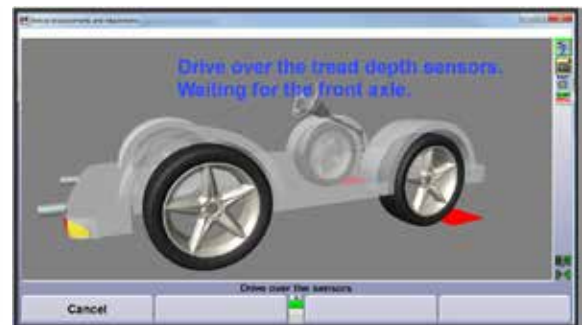 Drive over the tread depth sensors.
Waiting for the front axle.
Drive over the sensors
Cancel